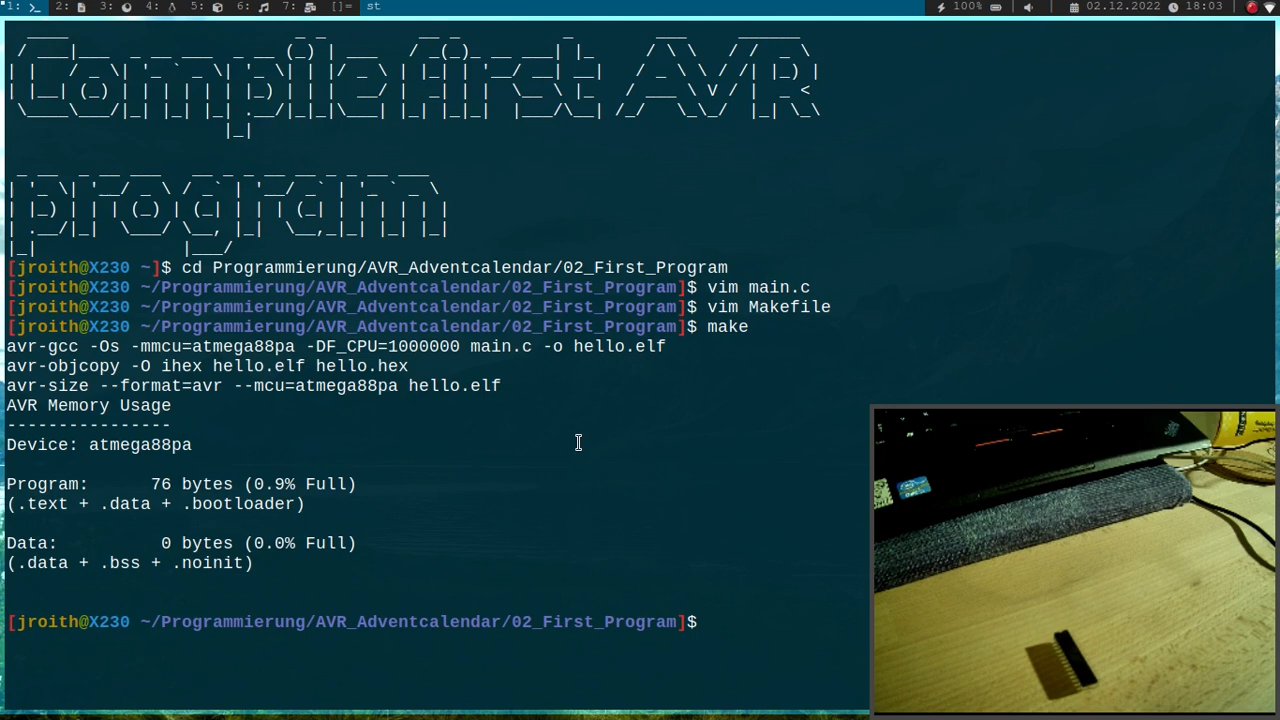 1: 2: 3: 4: 5: 6: 7: []= st 100% 02.12.2022 18:03
Compile first AVR
program
[jroith@X230 ~]$ cd Programmierung/AVR_Adventcalendar/02_First_Program
[jroith@X230 ~/Programmierung/AVR_Adventcalendar/02_First_Program]$ vim main.c
[jroith@X230 ~/Programmierung/AVR_Adventcalendar/02_First_Program]$ vim Makefile
[jroith@X230 ~/Programmierung/AVR_Adventcalendar/02_First_Program]$ make
avr-gcc -Os -mmcu=atmega88pa -DF_CPU=1000000 main.c -o hello.elf
avr-objcopy -O ihex hello.elf hello.hex
avr-size --format=avr --mcu=atmega88pa hello.elf
AVR Memory Usage
----------------
Device: atmega88pa
Program:      76 bytes (0.9% Full)
(.text + .data + .bootloader)
Data:          0 bytes (0.0% Full)
(.data + .bss + .noinit)
[jroith@X230 ~/Programmierung/AVR_Adventcalendar/02_First_Program]$